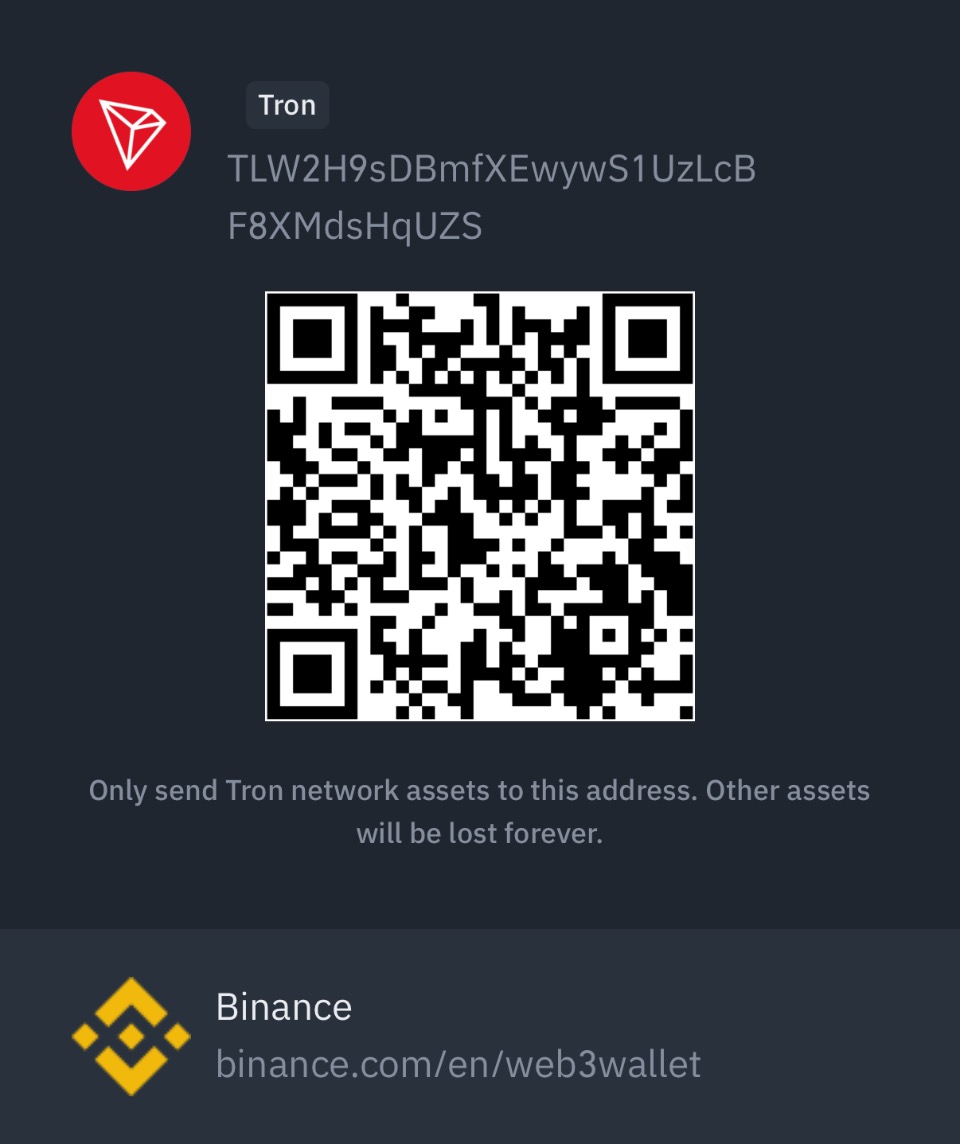 Tron
TLW2H9sDBmfXEwywS1UzLcB
F8XMdsHqUZS
Only send Tron network assets to this address. Other assets
will be lost forever.
Binance
binance.com/en/web3wallet